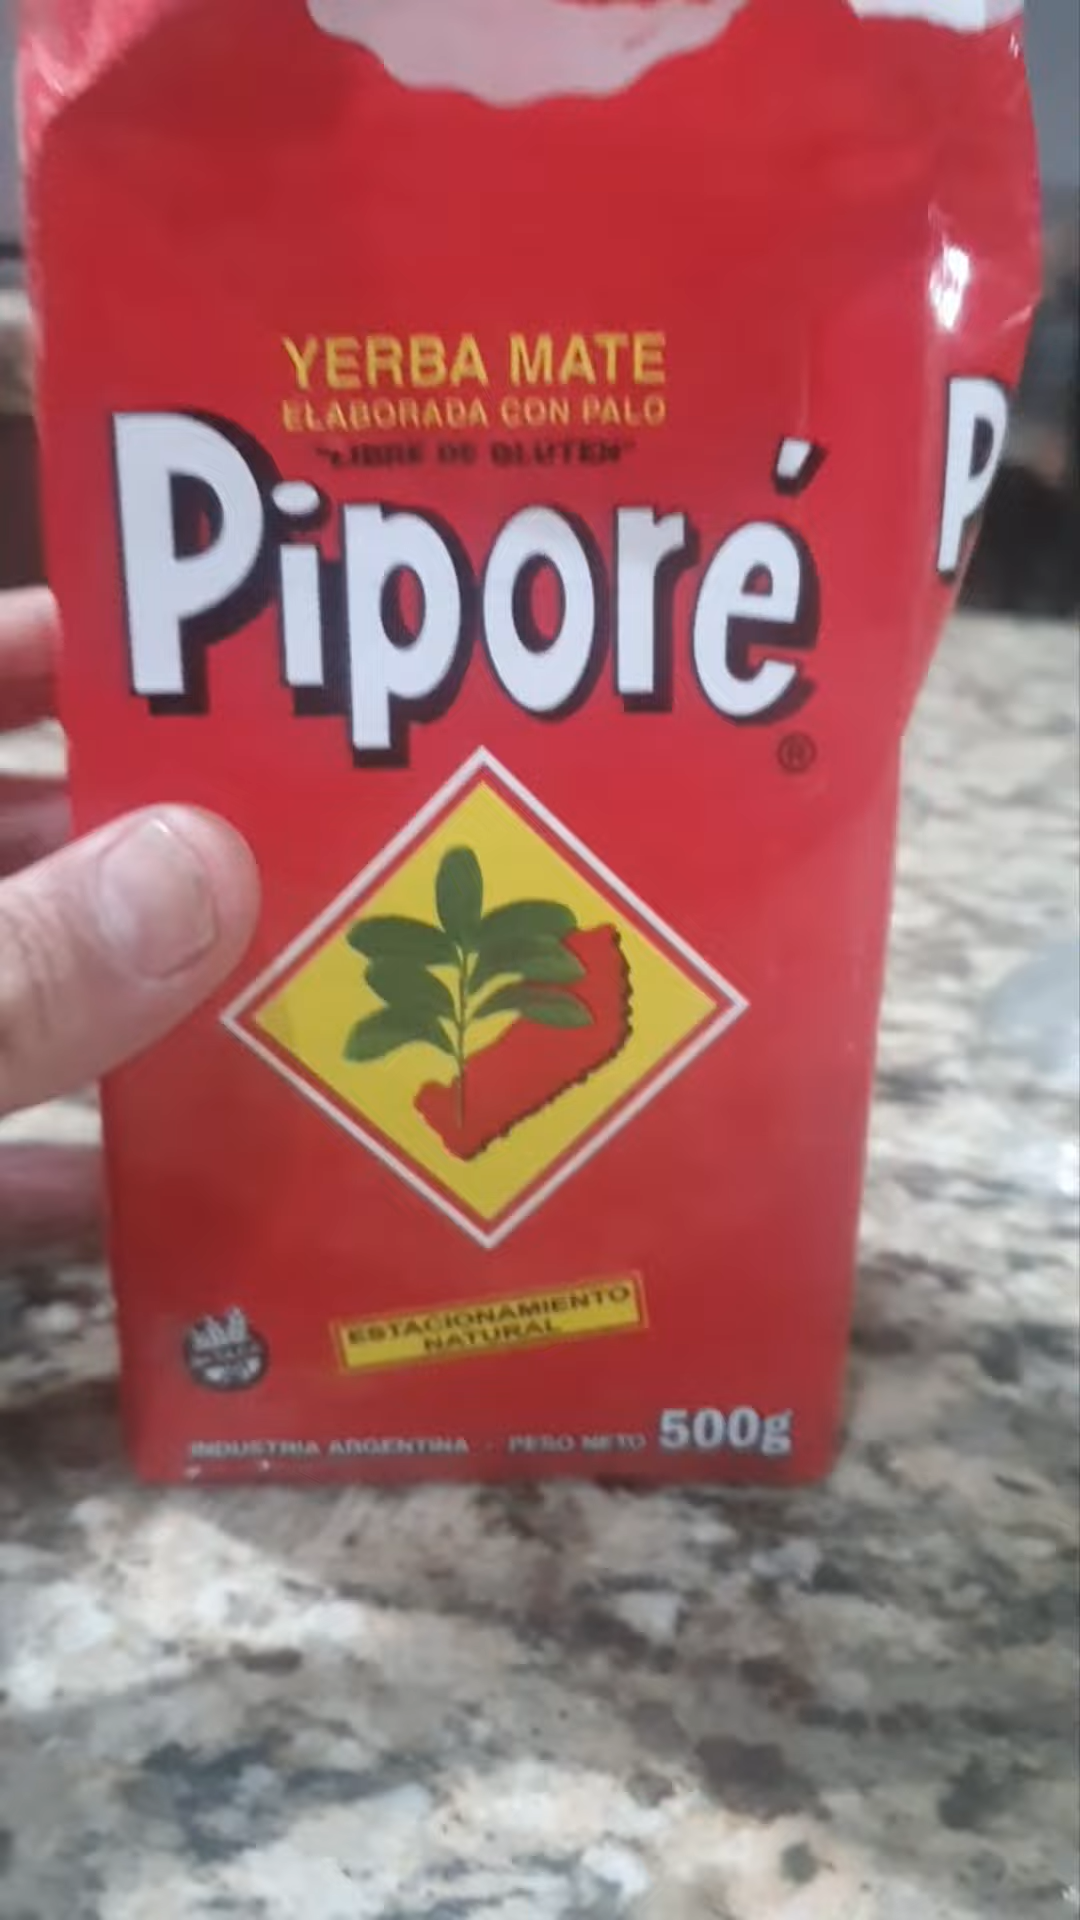 YERBA MATE
ELABORADA CON PALO
"LIBRE DE GLUTEN"
Piporé
®
P
ESTACIONAMIENTO
NATURAL
INDUSTRIA ARGENTINA - PESO NETO 500g